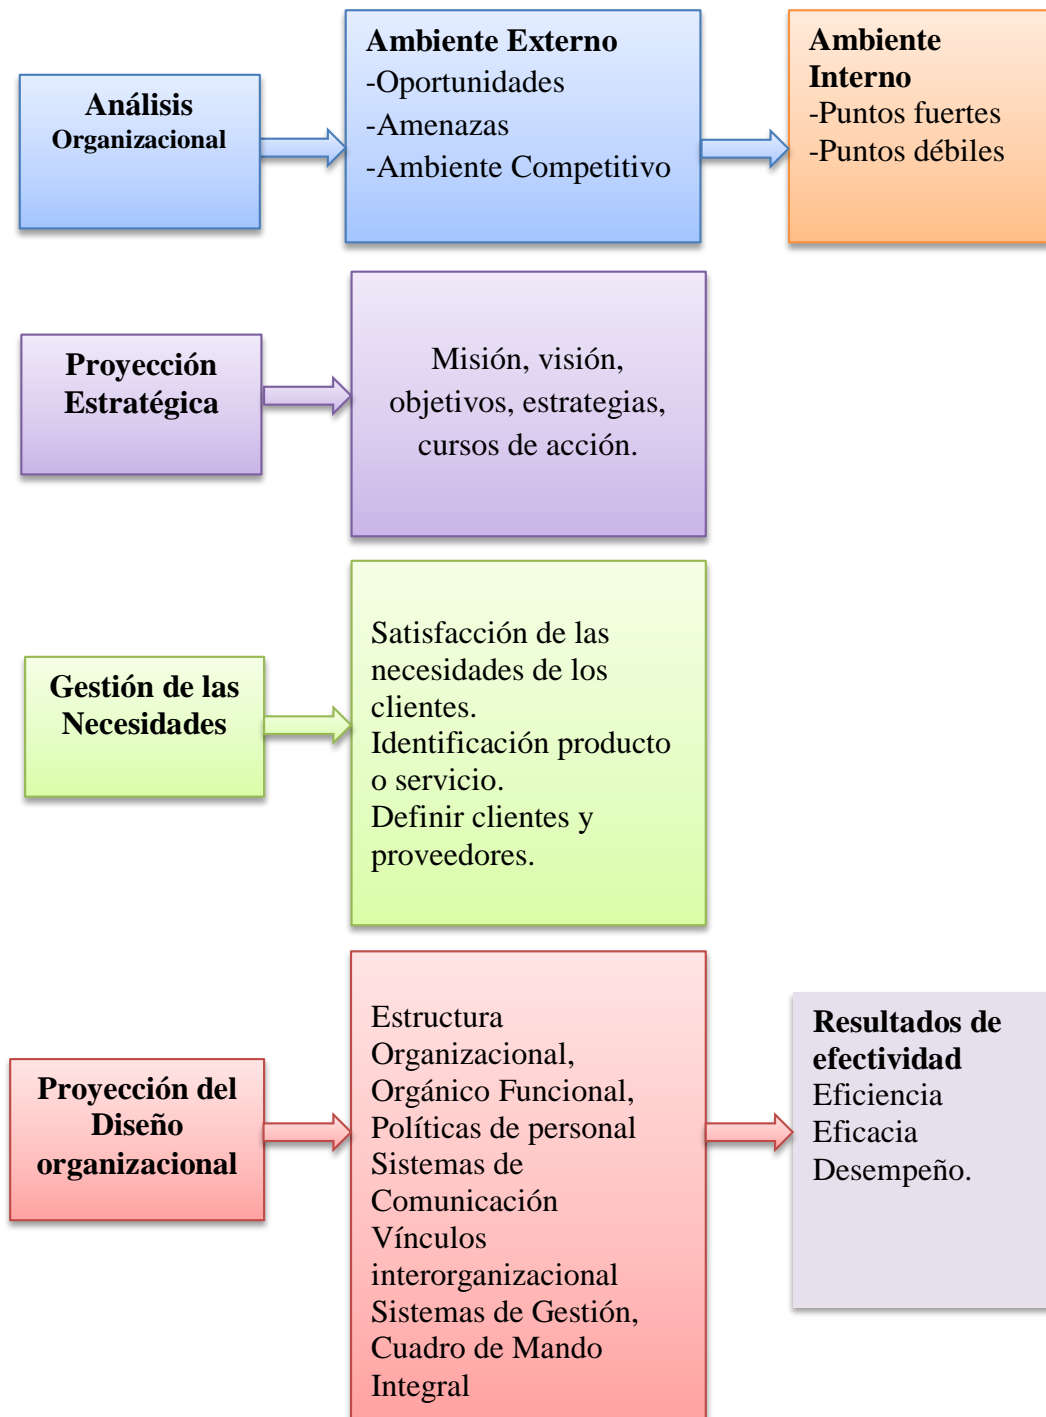 Análisis
Organizacional
Ambiente Externo
-Oportunidades
-Amenazas
-Ambiente Competitivo
Ambiente
Interno
-Puntos fuertes
-Puntos débiles
Proyección
Estratégica
Misión, visión,
objetivos, estrategias,
cursos de acción.
Gestión de las
Necesidades
Satisfacción de las
necesidades de los
clientes.
Identificación producto
o servicio.
Definir clientes y
proveedores.
Proyección del
Diseño
organizacional
Estructura
Organizacional,
Orgánico Funcional,
Políticas de personal
Sistemas de
Comunicación
Vínculos
interorganizacional
Sistemas de Gestión,
Cuadro de Mando
Integral
Resultados de
efectividad
Eficiencia
Eficacia
Desempeño.